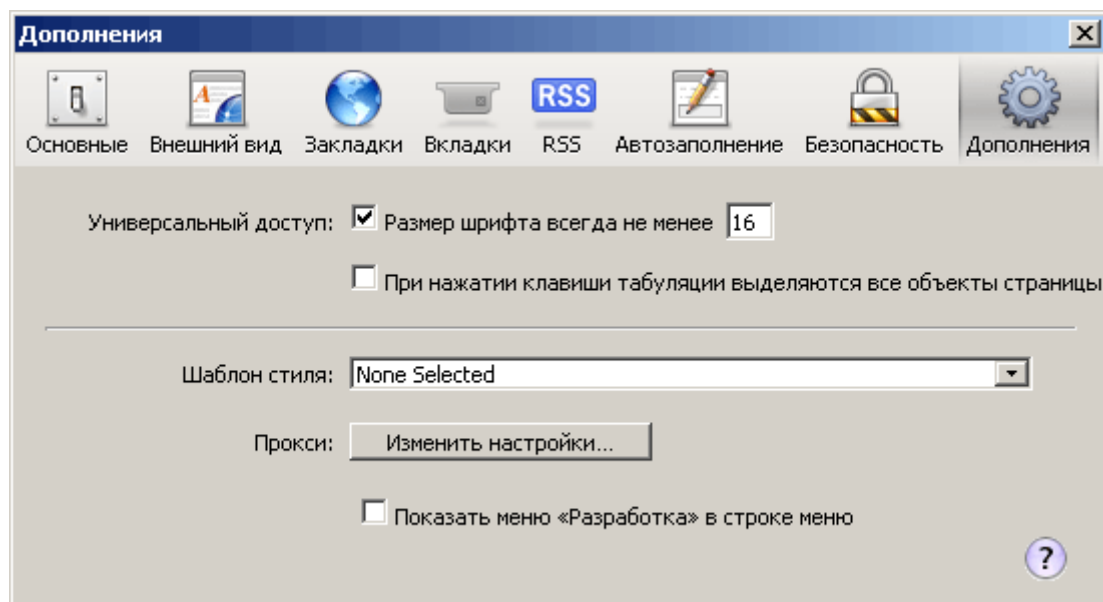 Дополнения
RSS
Основные Внешний вид Закладки Вкладки RSS Автозаполнение Безопасность Дополнения
Универсальный доступ: Размер шрифта всегда не менее 16
При нажатии клавиши табуляции выделяются все объекты страницы
Шаблон стиля: None Selected
Прокси: Изменить настройки...
Показать меню «Разработка» в строке меню
?